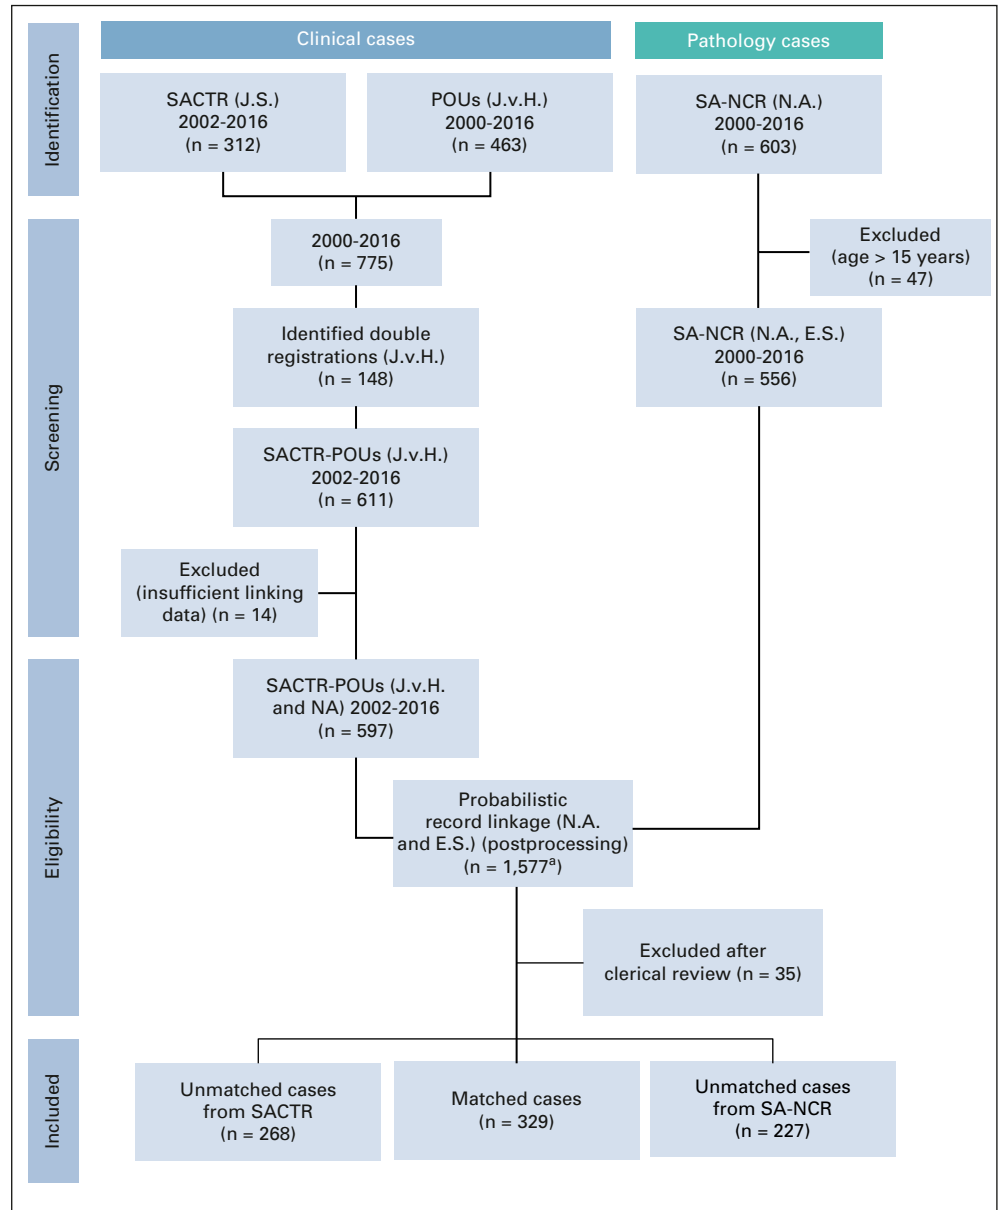 Clinical cases
Pathology cases
Identification
SACTR (J.S.)
2002-2016
(n = 312)
POUs (J.v.H.)
2000-2016
(n = 463)
SA-NCR (N.A.)
2000-2016
(n = 603)
Screening
2000-2016
(n = 775)
Excluded
(age > 15 years)
(n = 47)
Identified double
registrations (J.v.H.)
(n = 148)
SA-NCR (N.A., E.S.)
2000-2016
(n = 556)
SACTR-POUs (J.v.H.)
2002-2016
(n = 611)
Excluded
(insufficient linking
data) (n = 14)
Eligibility
SACTR-POUs (J.v.H.
and NA) 2002-2016
(n = 597)
Probabilistic
record linkage (N.A.
and E.S.) (postprocessing)
(n = 1,577ª)
Excluded after
clerical review (n = 35)
Included
Unmatched cases
from SACTR
(n = 268)
Matched cases
(n = 329)
Unmatched cases
from SA-NCR
(n = 227)